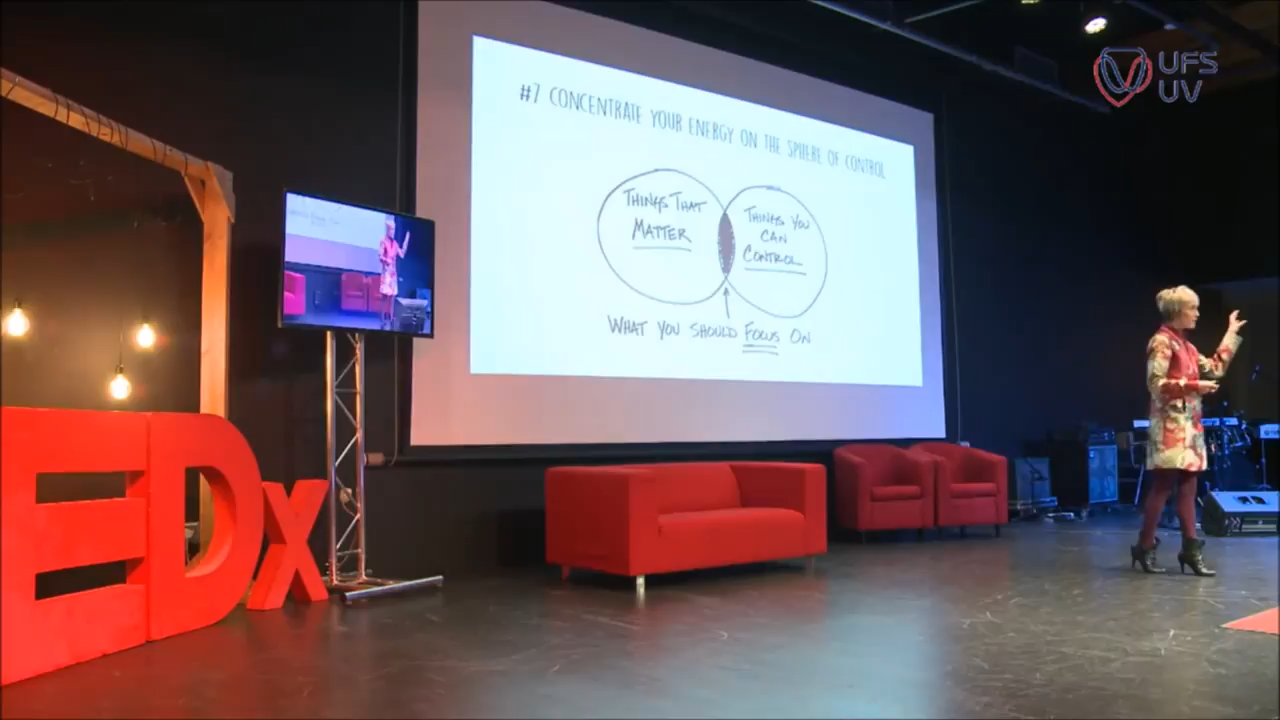 UFS
UV
#7 CONCENTRATE YOUR ENERGY ON THE SPHERE OF CONTROL
THINGS THAT
MATTER
THINGS YOU
CAN
CONTROL
WHAT YOU SHOULD FOCUS ON
EDx